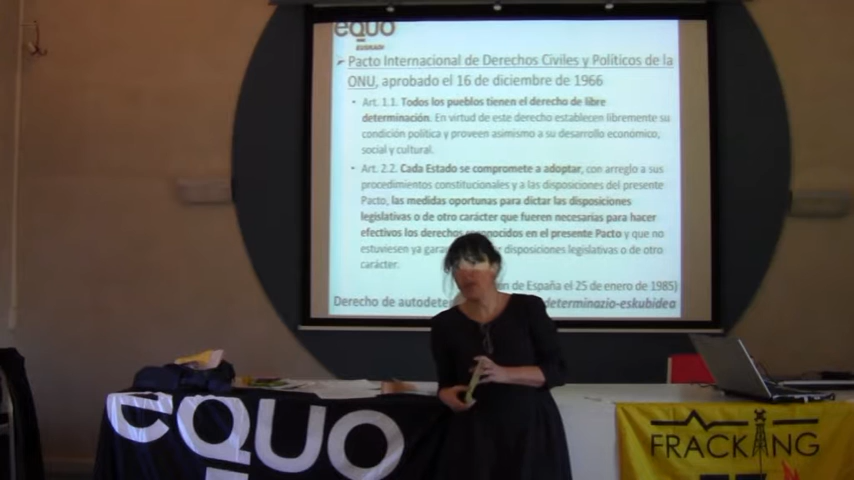 equo
EUSKADI
Pacto Internacional de Derechos Civiles y Políticos de la
ONU, aprobado el 16 de diciembre de 1966
• Art. 1.1. Todos los pueblos tienen el derecho de libre
determinación. En virtud de este derecho establecen libremente su
condición política y proveen asimismo a su desarrollo económico,
social y cultural.
• Art. 2.2. Cada Estado se compromete a adoptar, con arreglo a sus
procedimientos constitucionales y a las disposiciones del presente
Pacto, las medidas oportunas para dictar las disposiciones
legislativas o de otro carácter que fueren necesarias para hacer
efectivos los derechos reconocidos en el presente Pacto y que no
estuviesen ya disposiciones legislativas o de otro
carácter.
de España el 25 de enero de 1985)
Derecho de determinazio-eskubidea
equo
FRACKING